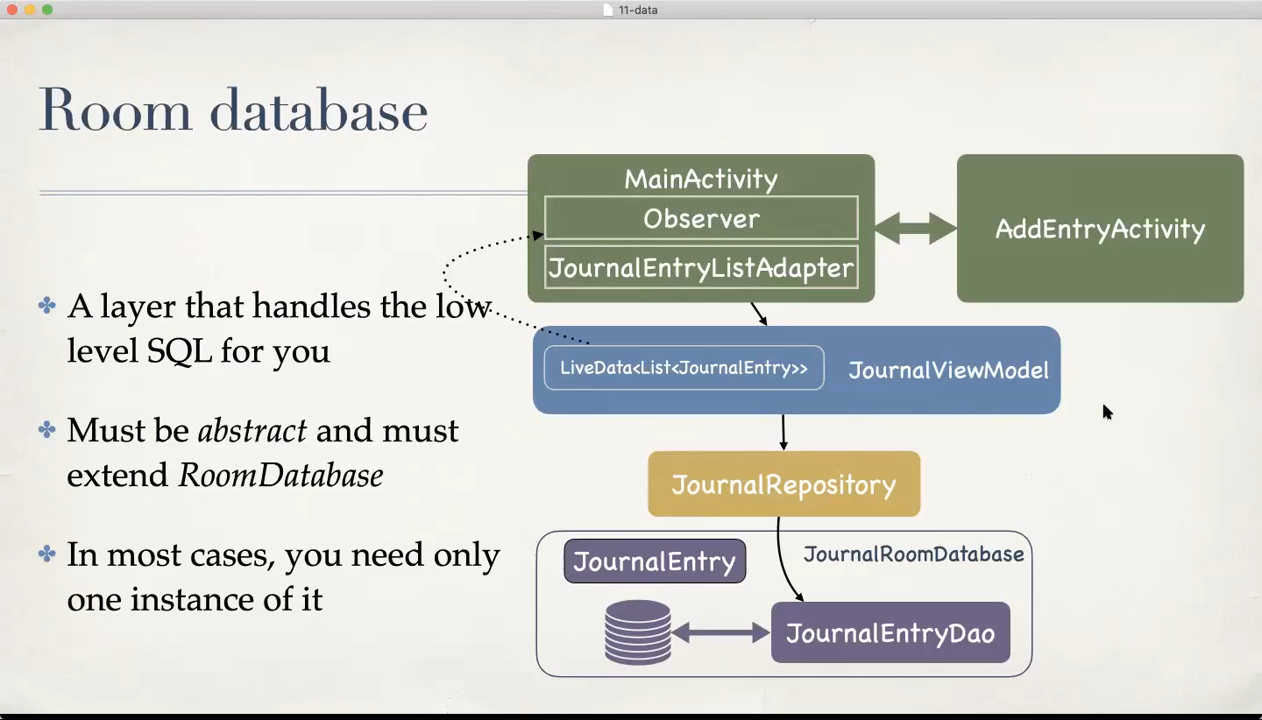 11-data
Room database
A layer that handles the low
level SQL for you
Must be abstract and must
extend RoomDatabase
In most cases, you need only
one instance of it
MainActivity
Observer
JournalEntryListAdapter
AddEntryActivity
LiveData<List<JournalEntry>>
JournalViewModel
JournalRepository
JournalEntry
JournalRoomDatabase
JournalEntryDao